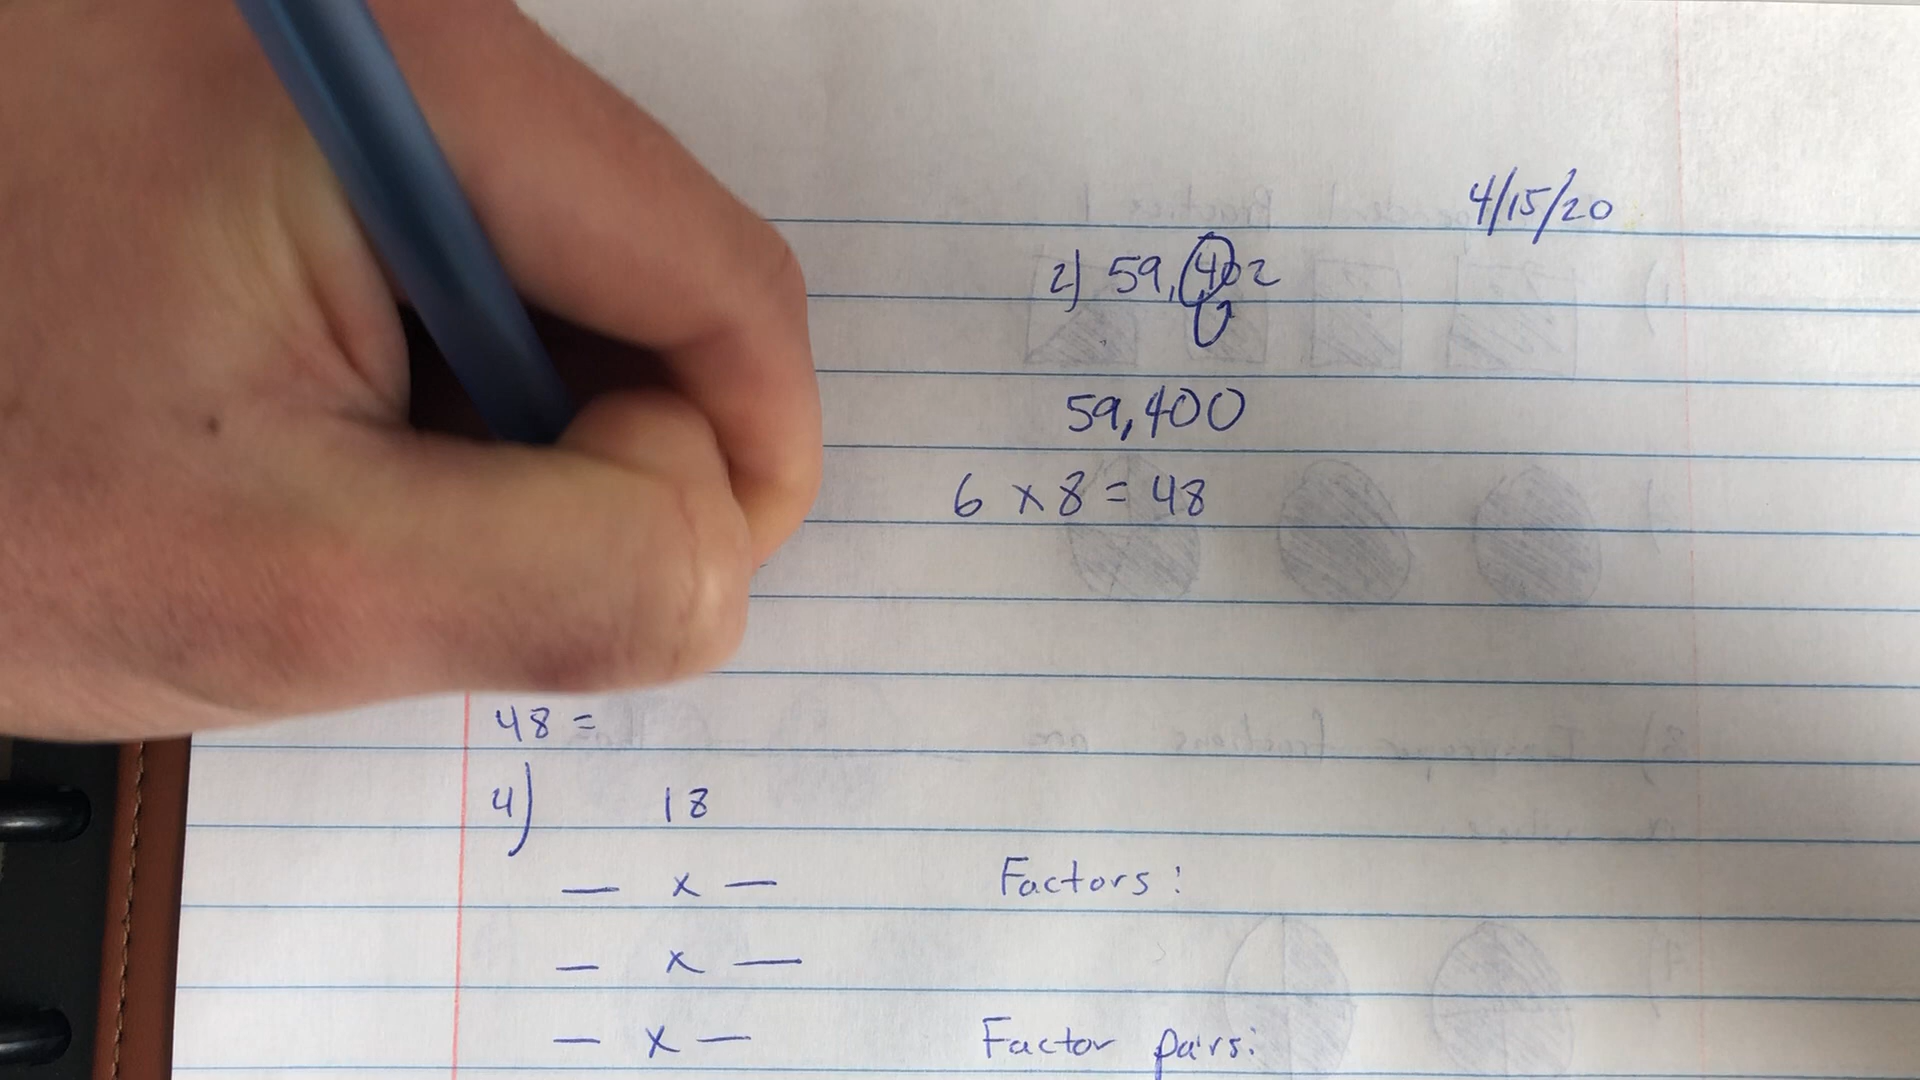 4/15/20
2) 59,402
59,400
6 x 8 = 48
48 =
4) 18
— x — Factors:
— x —
— x — Factor pairs: